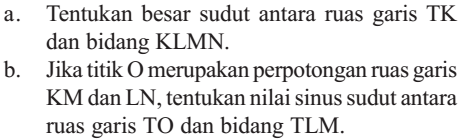 a. Tentukan besar sudut antara ruas garis TK
dan bidang KLMN.
b. Jika titik O merupakan perpotongan ruas garis
KM dan LN, tentukan nilai sinus sudut antara
ruas garis TO dan bidang TLM.